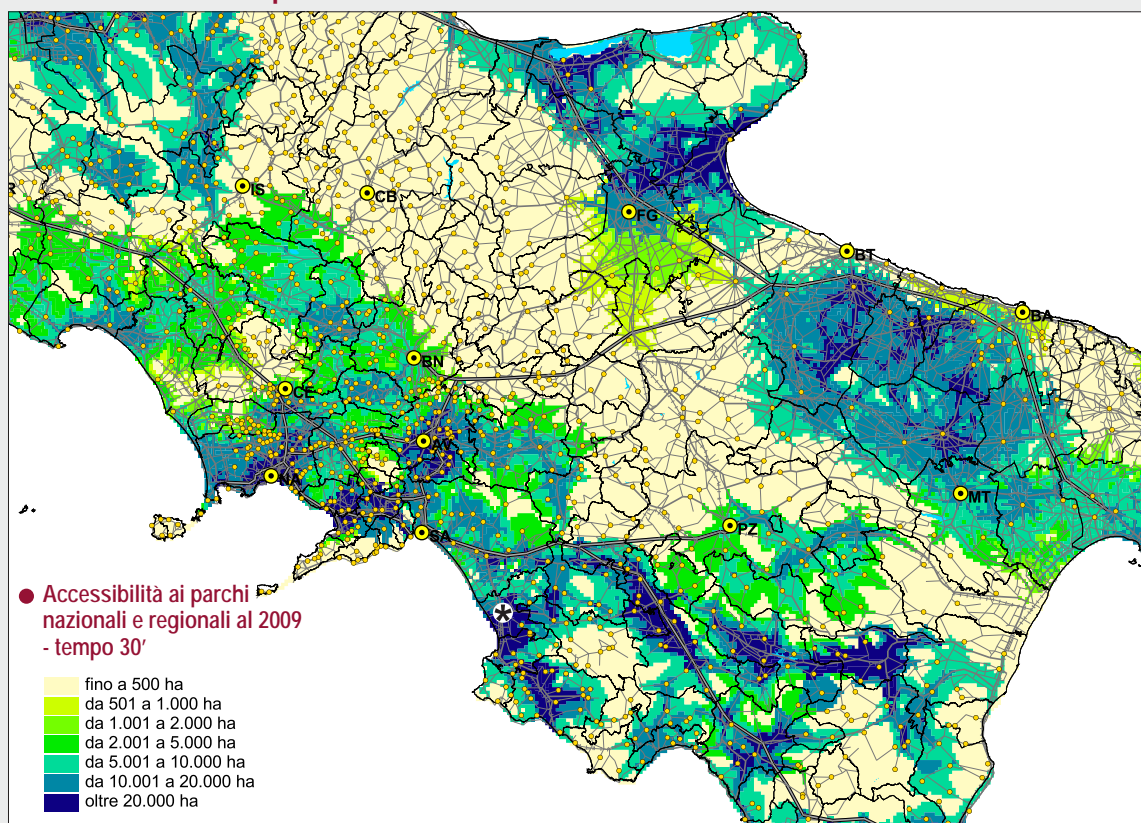 IS
CB
FG
BT
BA
BN
CE
AV
NA
MT
PZ
SA
Accessibilità ai parchi
nazionali e regionali al 2009
- tempo 30'
fino a 500 ha
da 501 a 1.000 ha
da 1.001 a 2.000 ha
da 2.001 a 5.000 ha
da 5.001 a 10.000 ha
da 10.001 a 20.000 ha
oltre 20.000 ha